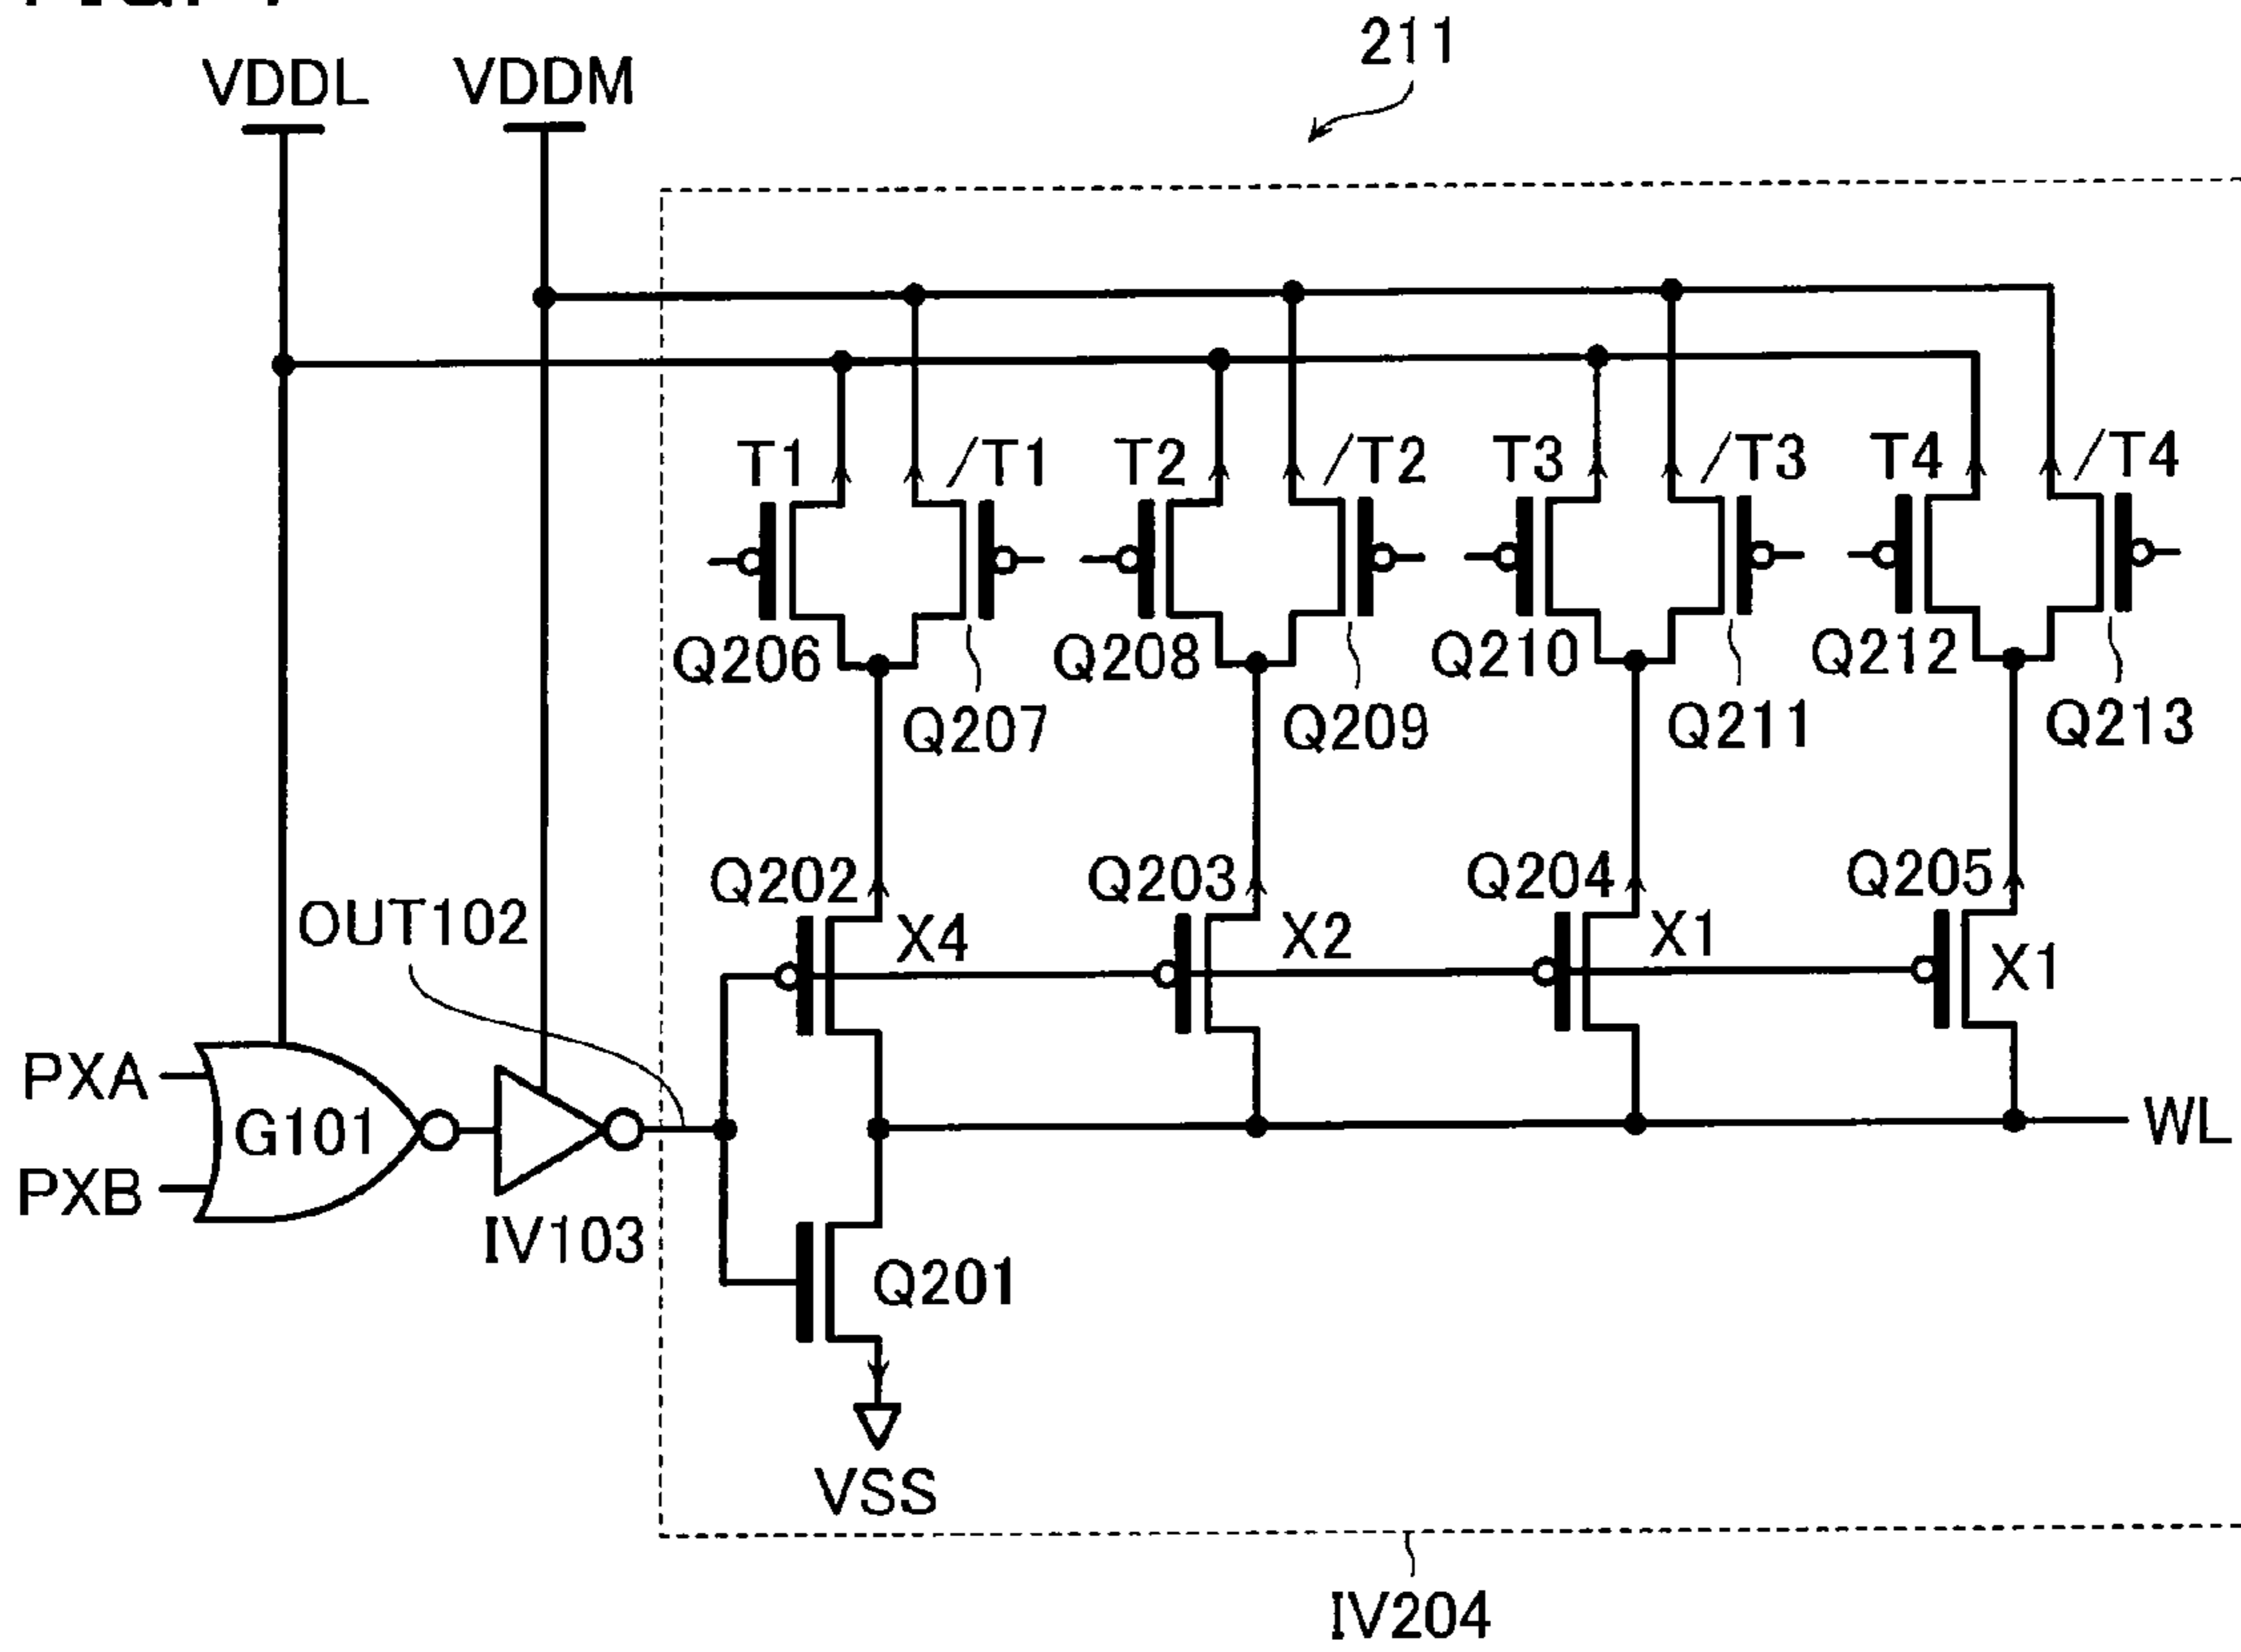 211
VDDL VDDM
T1 /T1 T2 /T2 T3 /T3 T4 /T4
Q206 Q208 Q210 Q212
Q207 Q209 Q211 Q213
Q202 Q203 Q204 Q205
OUT102 X4 X2 X1 X1
PXA
G101
PXB
WL
IV103
Q201
VSS
IV204